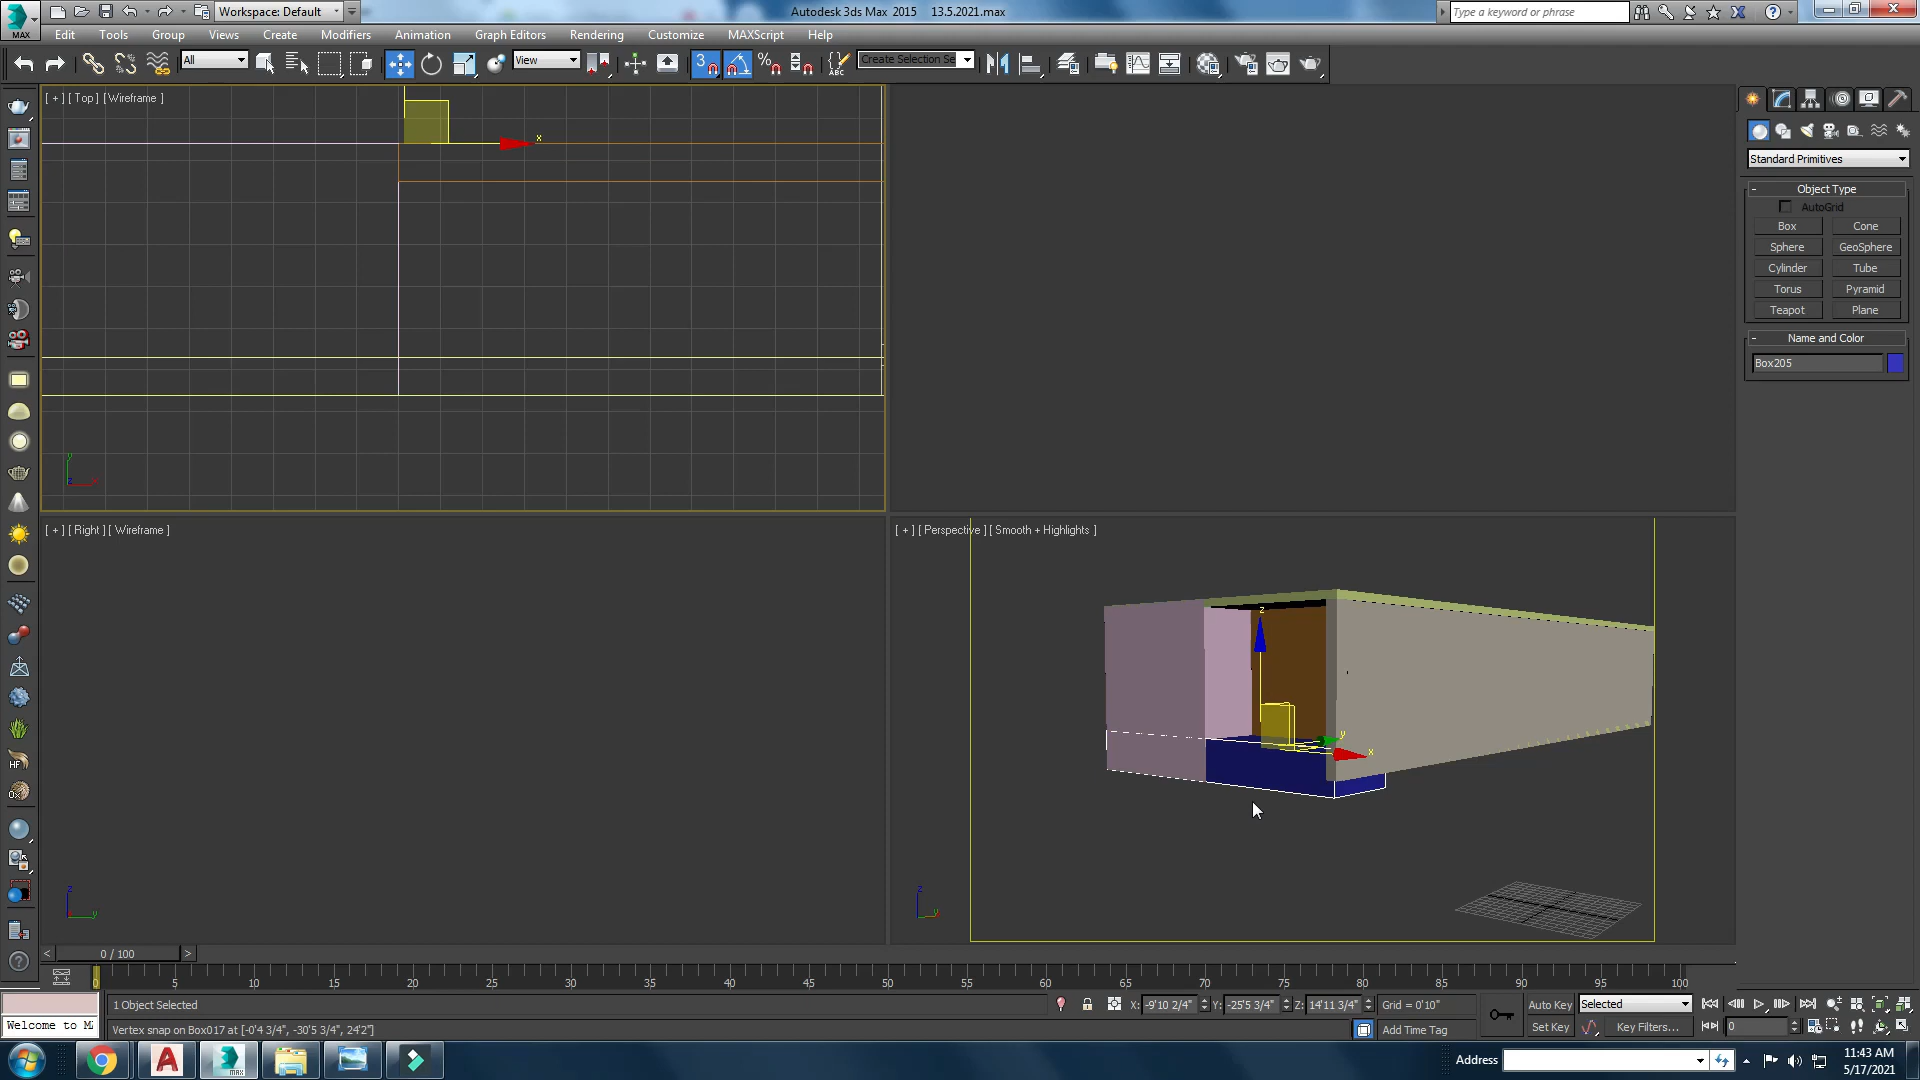 MAX
Workspace: Default
Autodesk 3ds Max 2015   13.5.2021.max
Type a keyword or phrase
Edit Tools Group Views Create Modifiers Animation Graph Editors Rendering Customize MAXScript Help
All
View
3
%
ABC
Create Selection Se
[ + ] [ Top ] [ Wireframe ]
x
y
z
Standard Primitives
- Object Type
AutoGrid
Box Cone
Sphere GeoSphere
Cylinder Tube
Torus Pyramid
Teapot Plane
- Name and Color
Box205
[ + ] [ Right ] [ Wireframe ]
z
y
[ + ] [ Perspective ] [ Smooth + Highlights ]
z
y
x
z
y
HF
< 0 / 100 >
0 5 10 15 20 25 30 35 40 45 50 55 60 65 70 75 80 85 90 95 100
1 Object Selected
X: -9'10 2/4" Y: -25'5 3/4" Z: 14'11 3/4" Grid = 0'10"
Auto Key Selected
Welcome to M
Vertex snap on Box017 at [-0'4 3/4", -30'5 3/4", 24'2"]
Add Time Tag
Set Key Key Filters...
0
MAX
Address
11:43 AM
5/17/2021